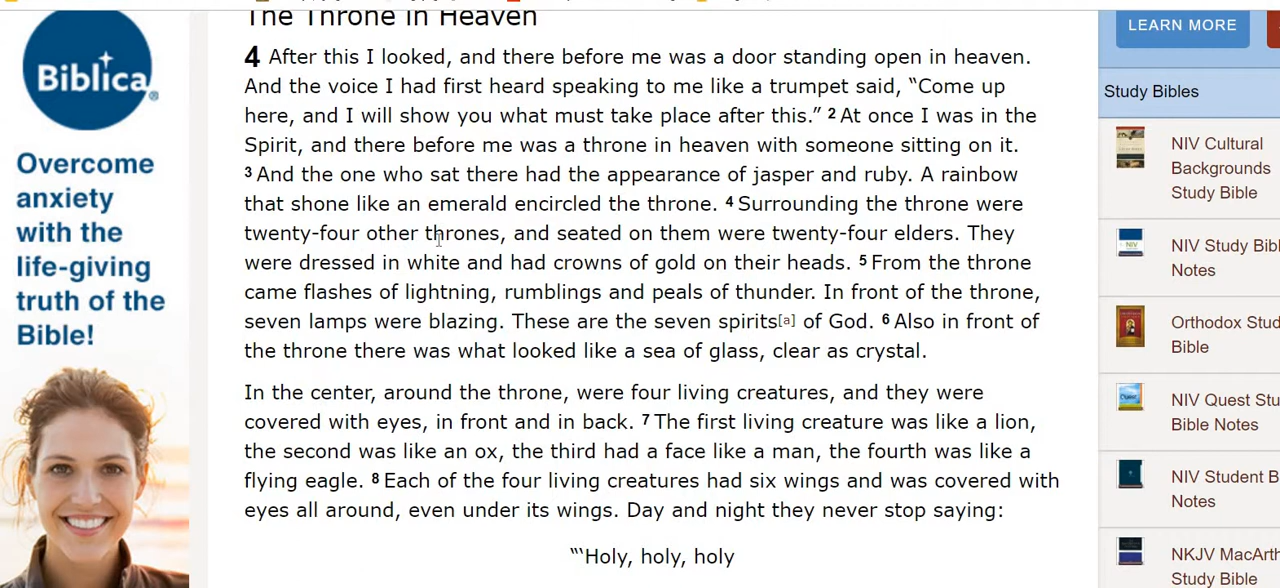 The Throne in Heaven
4 After this I looked, and there before me was a door standing open in heaven.
And the voice I had first heard speaking to me like a trumpet said, “Come up
here, and I will show you what must take place after this.” 2 At once I was in the
Spirit, and there before me was a throne in heaven with someone sitting on it.
3 And the one who sat there had the appearance of jasper and ruby. A rainbow
that shone like an emerald encircled the throne. 4 Surrounding the throne were
twenty-four other thrones, and seated on them were twenty-four elders. They
were dressed in white and had crowns of gold on their heads. 5 From the throne
came flashes of lightning, rumblings and peals of thunder. In front of the throne,
seven lamps were blazing. These are the seven spirits[a] of God. 6 Also in front of
the throne there was what looked like a sea of glass, clear as crystal.
In the center, around the throne, were four living creatures, and they were
covered with eyes, in front and in back. 7 The first living creature was like a lion,
the second was like an ox, the third had a face like a man, the fourth was like a
flying eagle. 8 Each of the four living creatures had six wings and was covered with
eyes all around, even under its wings. Day and night they never stop saying:
“‘Holy, holy, holy
Biblica®
Overcome
anxiety
with the
life-giving
truth of the
Bible!
LEARN MORE
Study Bibles
NIV Cultural
Backgrounds
Study Bible
NIV Study Bibl
Notes
Orthodox Stud
Bible
NIV Quest Stu
Bible Notes
NIV Student B
Notes
NKJV MacArth
Study Bible